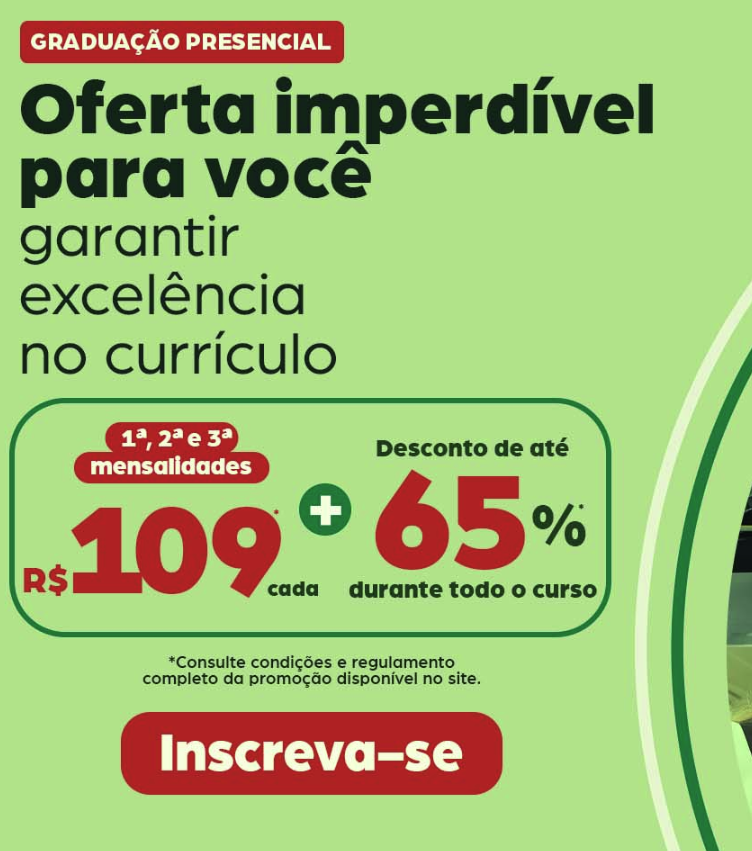 GRADUAÇÃO PRESENCIAL
Oferta imperdível
para você
garantir
excelência
no currículo
1ª, 2ª e 3ª
mensalidades
R$109*
cada
+
Desconto de até
65%*
durante todo o curso
*Consulte condições e regulamento
completo da promoção disponível no site.
Inscreva-se